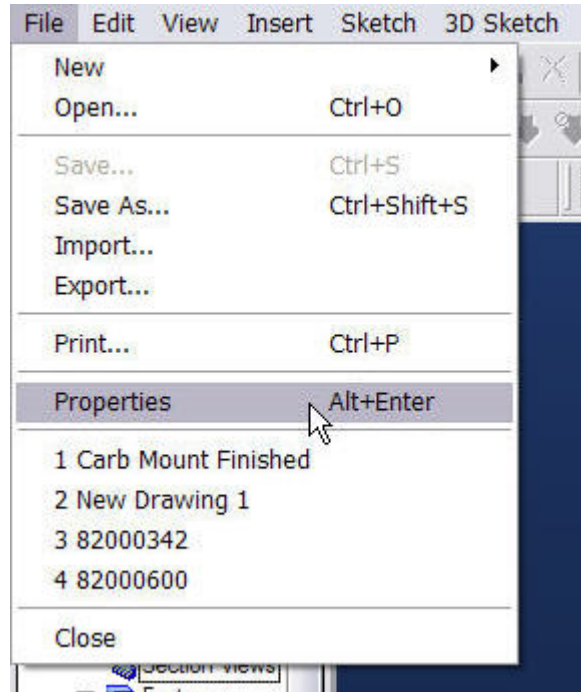 File Edit View Insert Sketch 3D Sketch
New
Open... Ctrl+O
Save... Ctrl+S
Save As... Ctrl+Shift+S
Import...
Export...
Print... Ctrl+P
Properties Alt+Enter
1 Carb Mount Finished
2 New Drawing 1
3 82000342
4 82000600
Close
Section Views